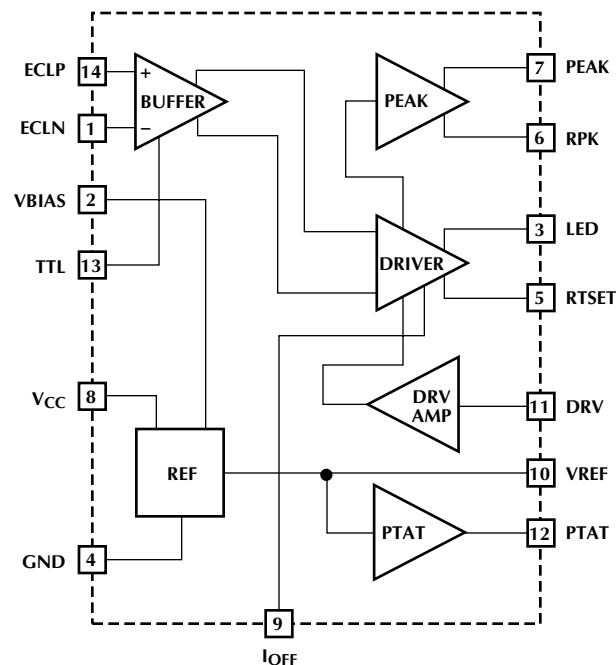 ECLP 14
ECLN 1
VBIAS 2
TTL 13
VCC 8
GND 4
+
BUFFER
–
PEAK
7 PEAK
6 RPK
DRIVER
3 LED
5 RTSET
DRV
AMP
11 DRV
REF
10 VREF
PTAT
12 PTAT
9
IOFF